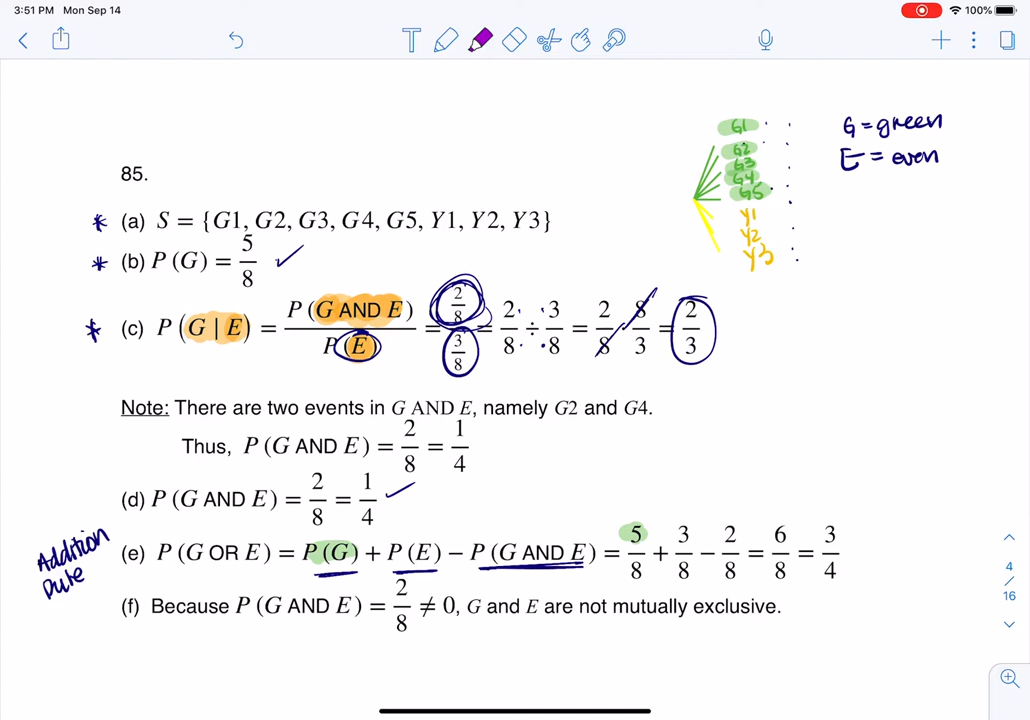 3:51 PM Mon Sep 14
100%
G1
G2
G3
G4
G5
Y1
Y2
Y3
G = green
E = even
85.
* (a) S = {G1, G2, G3, G4, G5, Y1, Y2, Y3}
* (b) P (G) = 5/8 ✓
* (c) P (G | E) = P (G AND E) / P (E) = 2/8 / 3/8 = 2/8 ÷ 3/8 = 2/8 8/3 = 2/3
Note: There are two events in G AND E, namely G2 and G4.
Thus, P (G AND E) = 2/8 = 1/4
(d) P (G AND E) = 2/8 = 1/4 ✓
Addition
Rule
(e) P (G OR E) = P (G) + P (E) − P (G AND E) = 5/8 + 3/8 − 2/8 = 6/8 = 3/4
(f) Because P (G AND E) = 2/8 ≠ 0, G and E are not mutually exclusive.
4
/
16